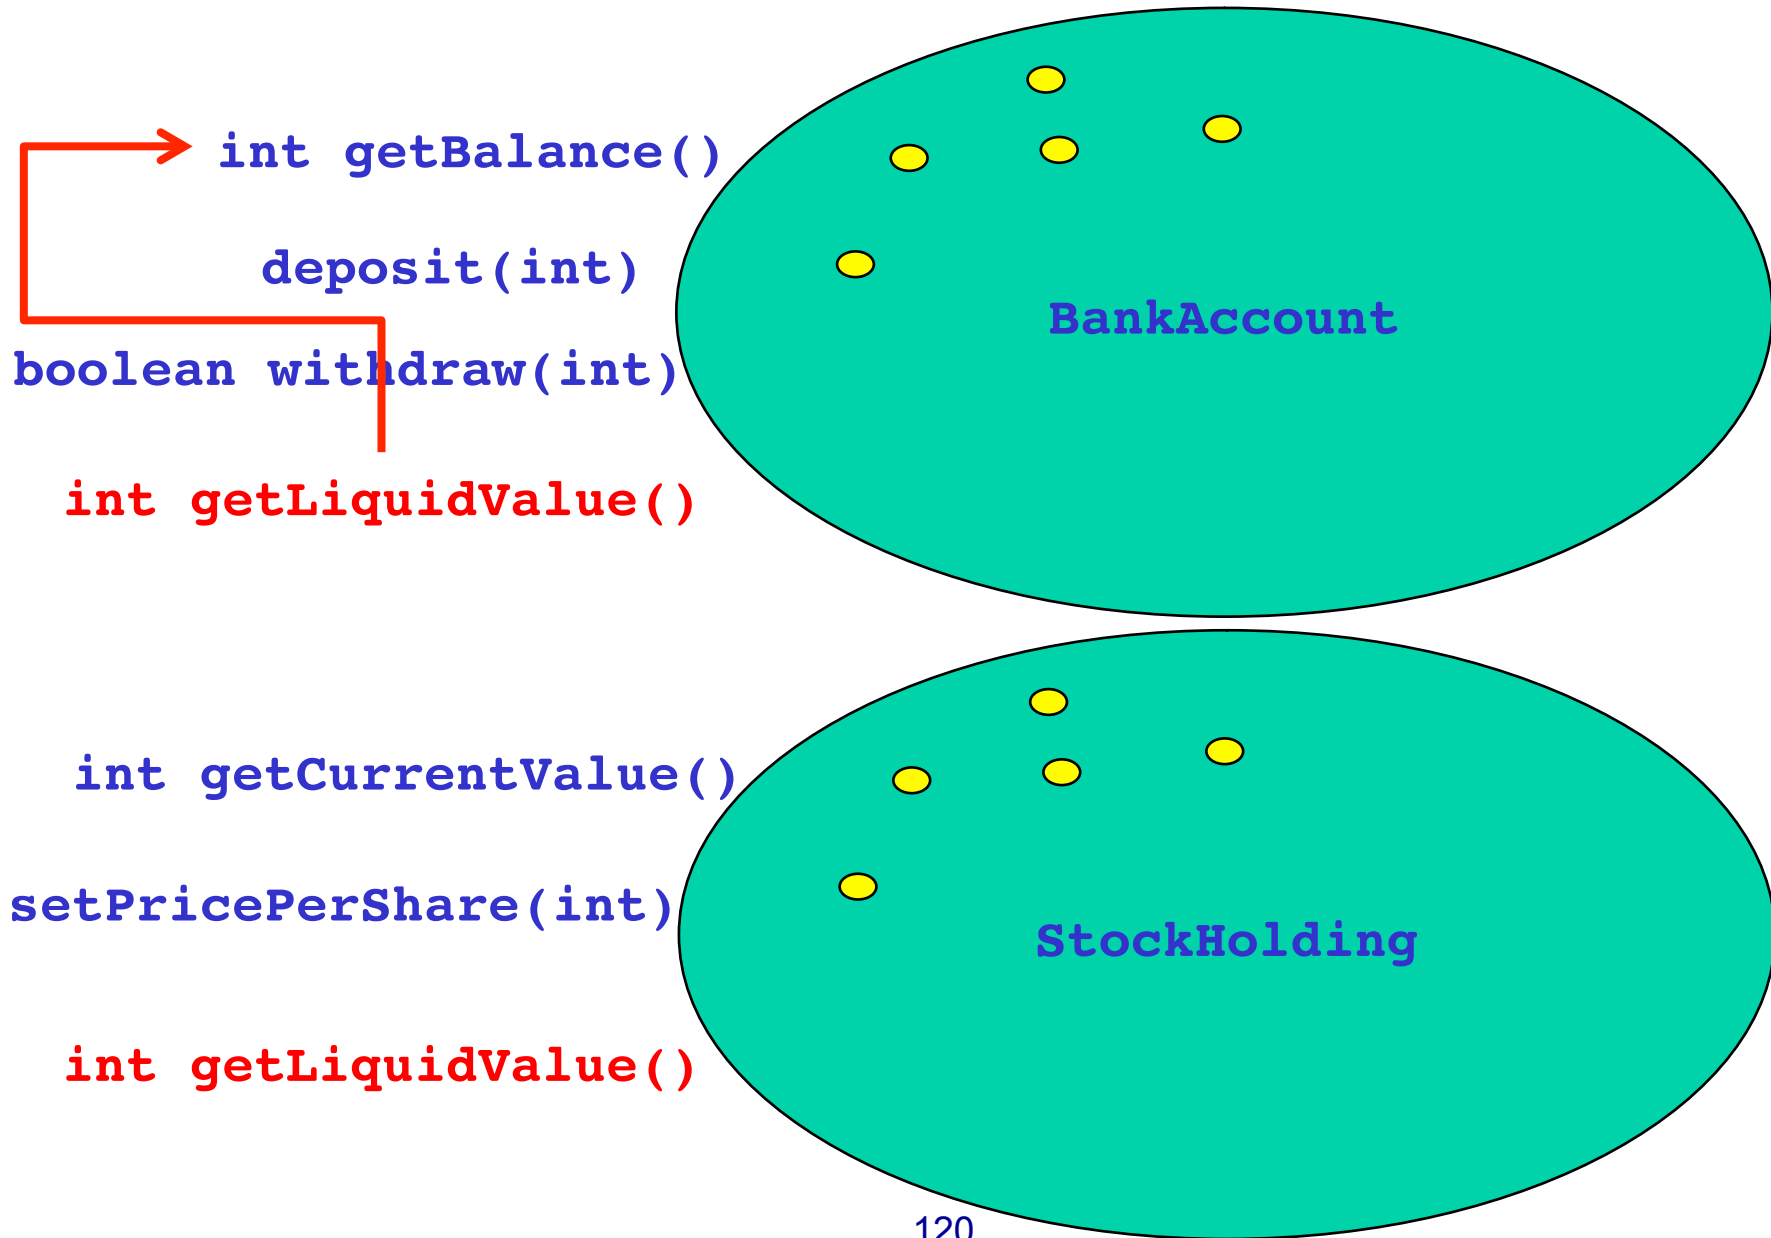 int getBalance()
deposit(int)
BankAccount
boolean withdraw(int)
int getLiquidValue()
int getCurrentValue()
setPricePerShare(int)
StockHolding
int getLiquidValue()
120